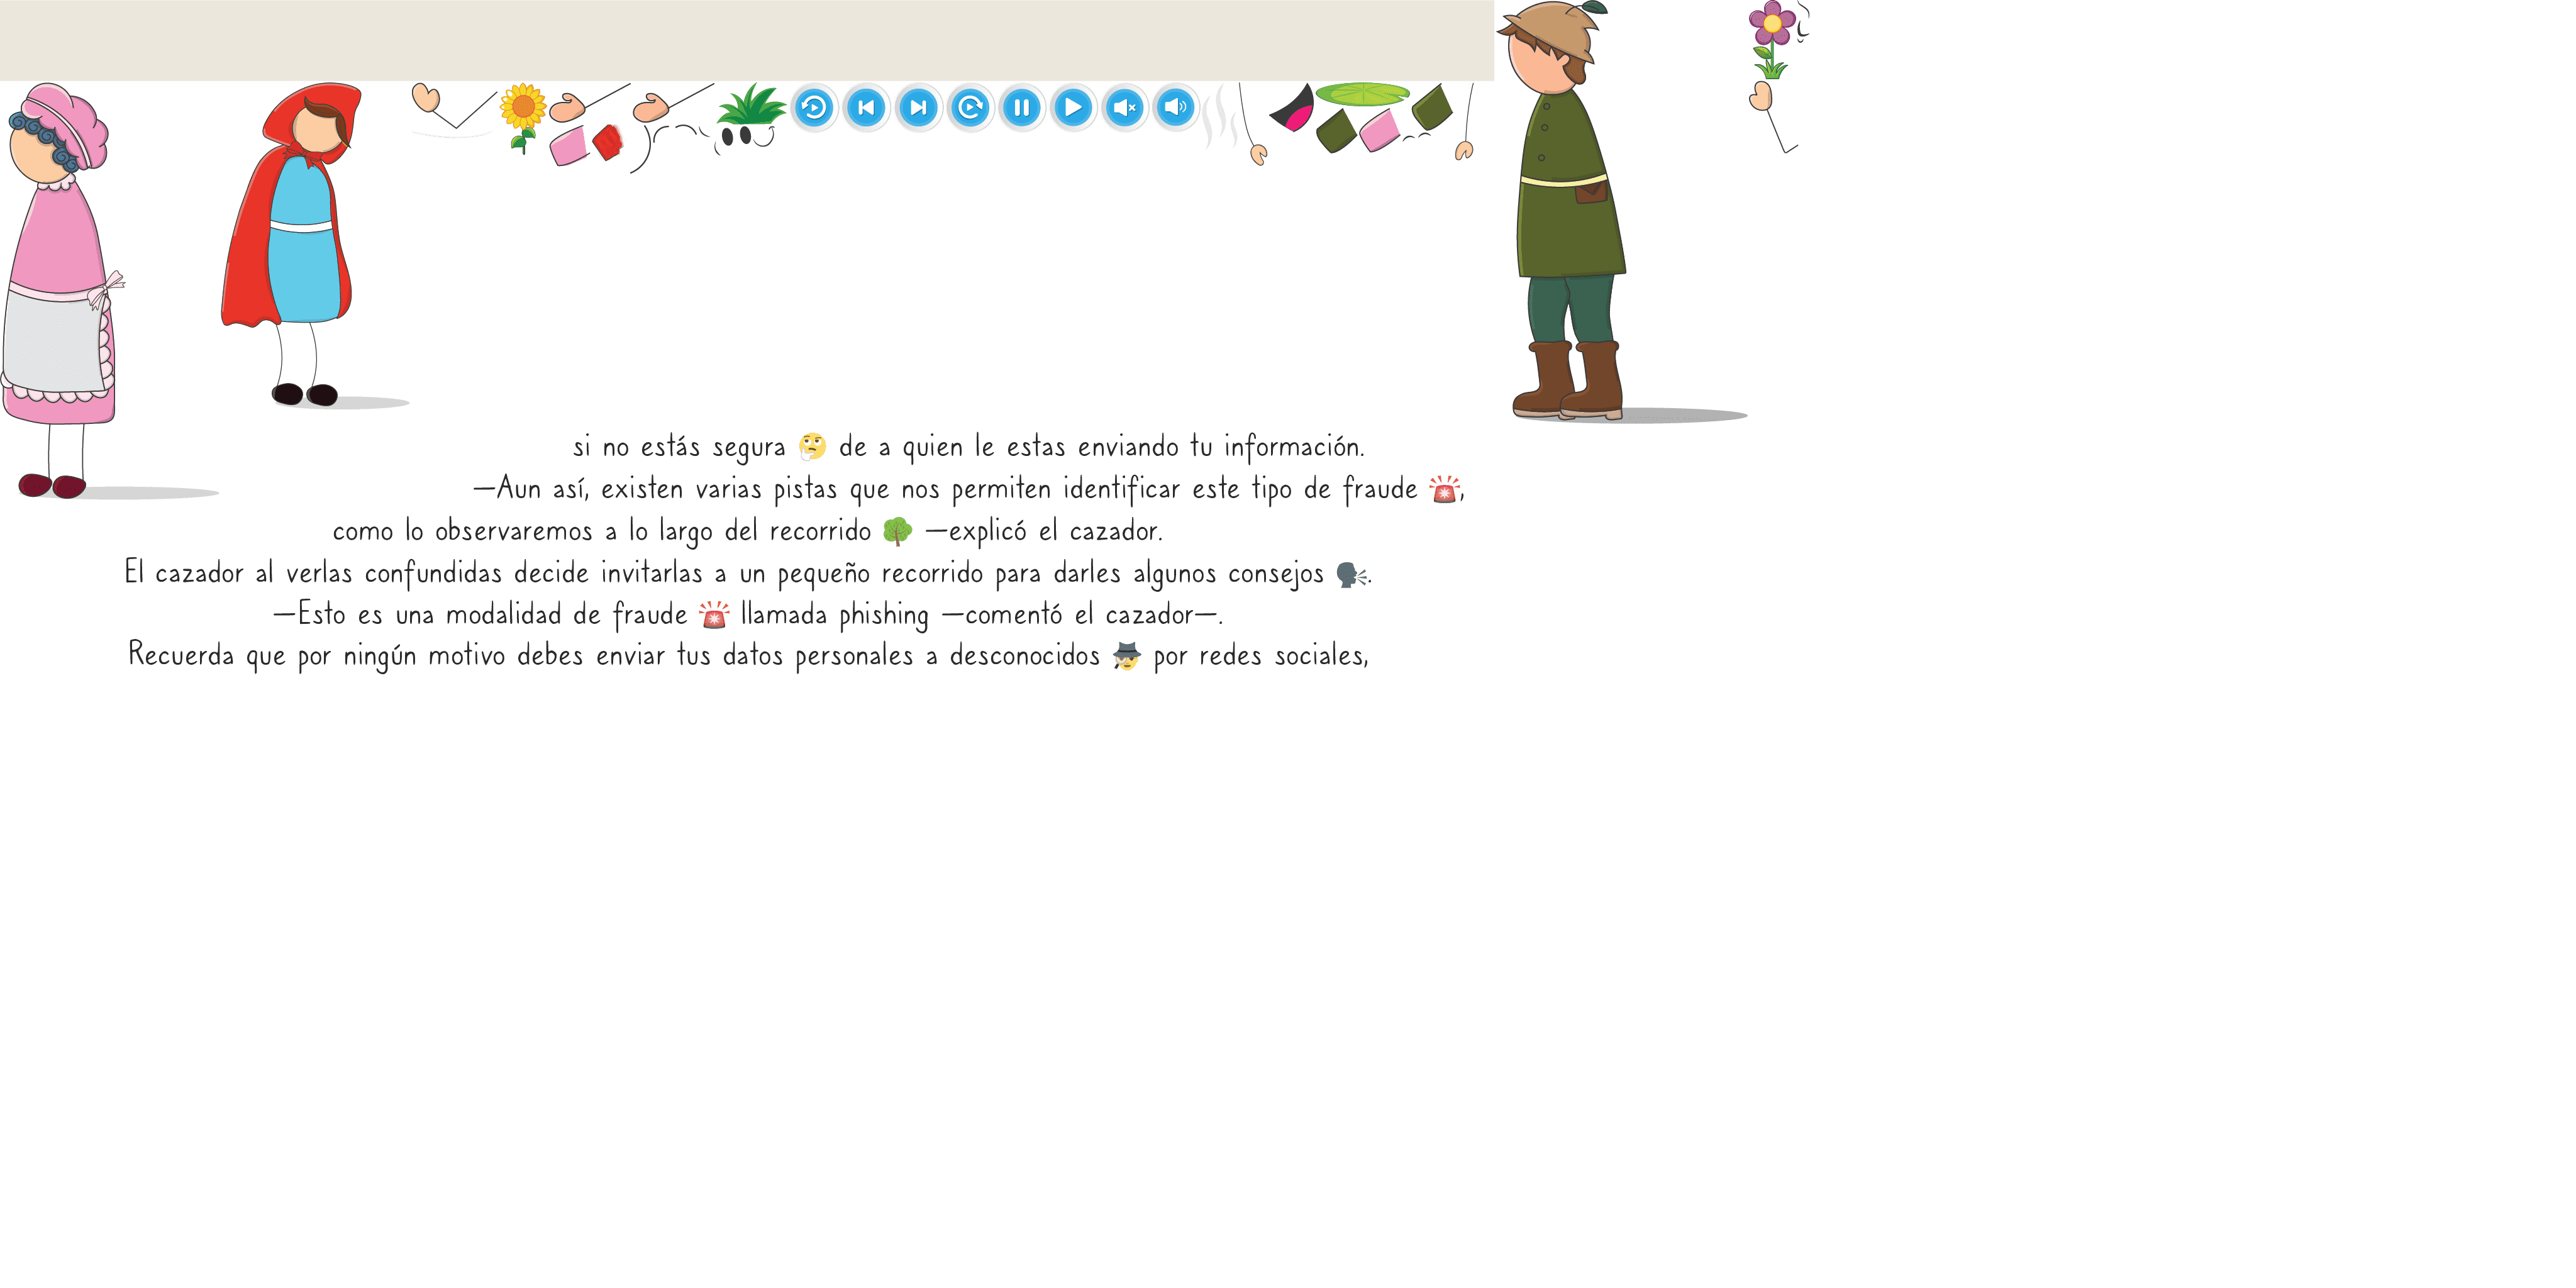 si no estás segura 🤔 de a quien le estas enviando tu información.
—Aun así, existen varias pistas que nos permiten identificar este tipo de fraude 🚨,
como lo observaremos a lo largo del recorrido 🌳 —explicó el cazador.
El cazador al verlas confundidas decide invitarlas a un pequeño recorrido para darles algunos consejos 🗣.
—Esto es una modalidad de fraude 🚨 llamada phishing —comentó el cazador—.
Recuerda que por ningún motivo debes enviar tus datos personales a desconocidos 🕵 por redes sociales,